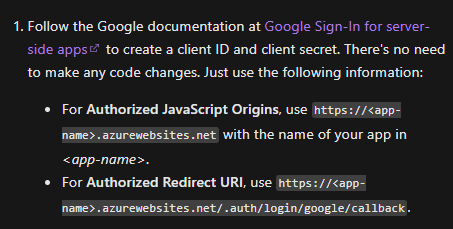 1. Follow the Google documentation at Google Sign-In for server-
side apps to create a client ID and client secret. There's no need
to make any code changes. Just use the following information:
• For Authorized JavaScript Origins, use https://<app-
name>.azurewebsites.net with the name of your app in
<app-name>.
• For Authorized Redirect URI, use https://<app-
name>.azurewebsites.net/.auth/login/google/callback.